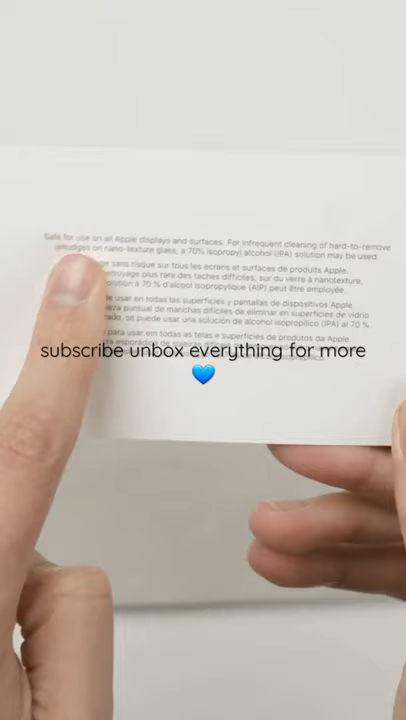 Safe for use on all Apple displays and surfaces. For infrequent cleaning of hard-to-remove
smudges on nano-texture glass, a 70% isopropyl alcohol (IPA) solution may be used.
sans risque sur tous les écrans et surfaces de produits Apple.
nettoyage plus rare des taches difficiles, sur du verre à nanotexture,
solution à 70 % d'alcool isopropylique (AIP) peut être employée.
usar en todas las superficies y pantallas de dispositivos Apple.
puntual de manchas difíciles de eliminar en superficies de vidrio
se puede usar una solución de alcohol isopropílico (IPA) al 70 %.
para usar em todas as telas e superfícies de produtos da Apple.
subscribe unbox everything for more
💙